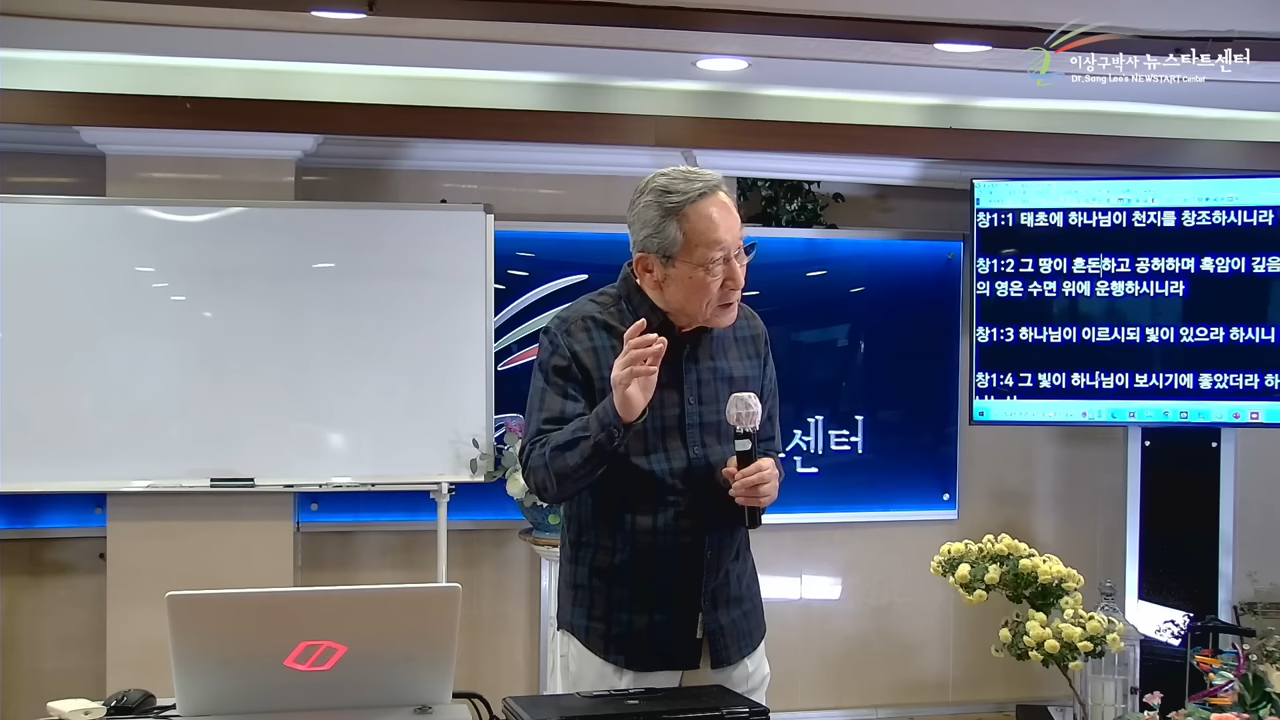 이상구박사 뉴스타트센터
Dr.Sang Lee's NEWSTART Center
창1:1 태초에 하나님이 천지를 창조하시니라
창1:2 그 땅이 혼돈하고 공허하며 흑암이 깊음
의 영은 수면 위에 운행하시니라
창1:3 하나님이 이르시되 빛이 있으라 하시니
창1:4 그 빛이 하나님이 보시기에 좋았더라 하
센터